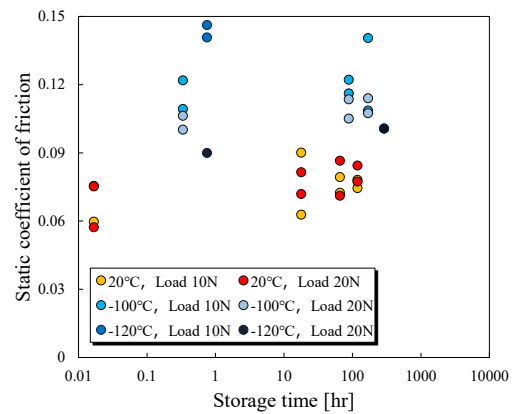 0.15
0.12
0.09
0.06
0.03
0
Static coefficient of friction
20℃, Load 10N
20℃, Load 20N
-100℃, Load 10N
-100℃, Load 20N
-120℃, Load 10N
-120℃, Load 20N
0.01 0.1 1 10 100 1000 10000
Storage time [hr]